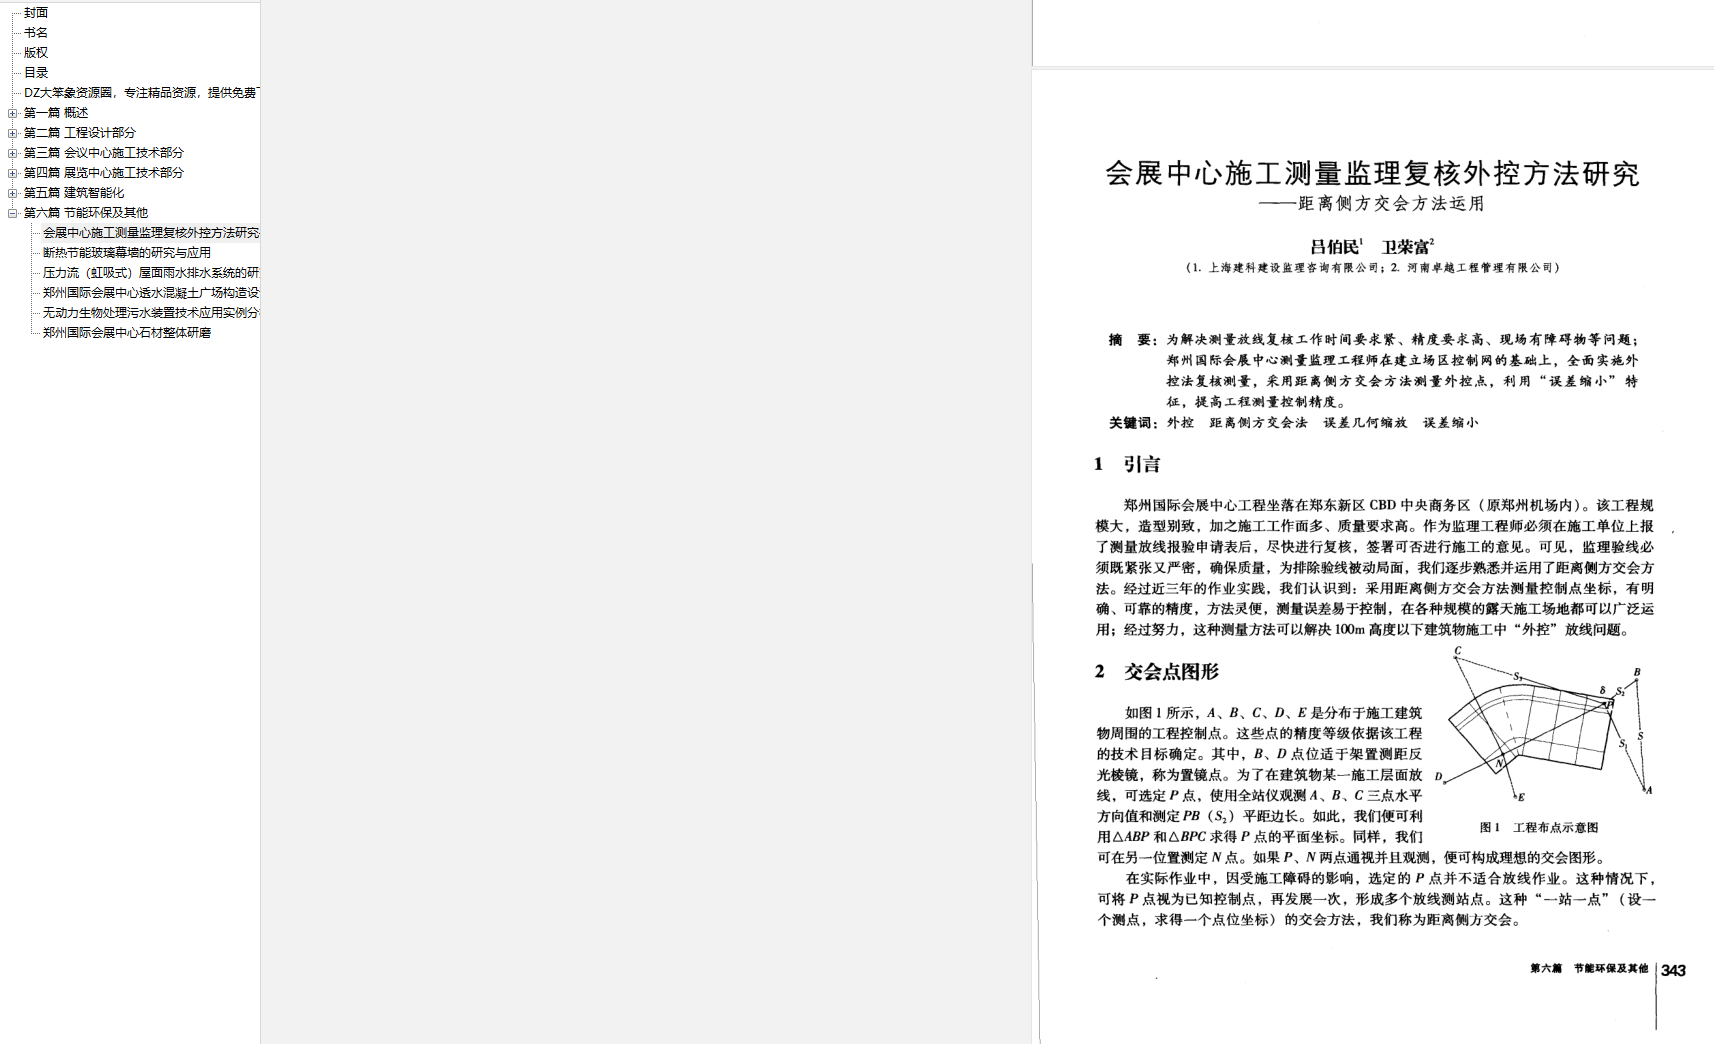 封面
书名
版权
目录
DZ大笨象资源圈，专注精品资源，提供免费
第一篇 概述
第二篇 工程设计部分
第三篇 会议中心施工技术部分
第四篇 展览中心施工技术部分
第五篇 建筑智能化
第六篇 节能环保及其他
会展中心施工测量监理复核外控方法研究
断热节能玻璃幕墙的研究与应用
压力流（虹吸式）屋面雨水排水系统的研
郑州国际会展中心透水混凝土广场构造设
无动力生物处理污水装置技术应用实例分
郑州国际会展中心石材整体研磨
会展中心施工测量监理复核外控方法研究
——距离侧方交会方法运用
吕伯民1 卫荣富2
（1. 上海建科建设监理咨询有限公司；2. 河南卓越工程管理有限公司）
摘 要：为解决测量放线复核工作时间要求紧、精度要求高、现场有障碍物等问题；
郑州国际会展中心测量监理工程师在建立场区控制网的基础上，全面实施外
控法复核测量，采用距离侧方交会方法测量外控点，利用“误差缩小”特
征，提高工程测量控制精度。
关键词：外控 距离侧方交会法 误差几何缩放 误差缩小
1 引言
郑州国际会展中心工程坐落在郑东新区 CBD 中央商务区（原郑州机场内）。该工程规
模大，造型别致，加之施工工作面多、质量要求高。作为监理工程师必须在施工单位上报
了测量放线报验申请表后，尽快进行复核，签署可否进行施工的意见。可见，监理验线必
须既紧张又严密，确保质量，为排除验线被动局面，我们逐步熟悉并运用了距离侧方交会方
法。经过近三年的作业实践，我们认识到：采用距离侧方交会方法测量控制点坐标，有明
确、可靠的精度，方法灵便，测量误差易于控制，在各种规模的露天施工场地都可以广泛运
用；经过努力，这种测量方法可以解决 100m 高度以下建筑物施工中“外控”放线问题。
2 交会点图形
如图 1 所示，A、B、C、D、E 是分布于施工建筑
物周围的工程控制点。这些点的精度等级依据该工程
的技术目标确定。其中，B、D 点位适于架置测距反
光棱镜，称为置镜点。为了在建筑物某一施工层面放
线，可选定 P 点，使用全站仪观测 A、B、C 三点水平
方向值和测定 PB（S2）平距边长。如此，我们便可利
用△ABP 和△BPC 求得 P 点的平面坐标。同样，我们
可在另一位置测定 N 点。如果 P、N 两点通视并且观测，便可构成理想的交会图形。
C
S3
B
δ
S2
P
S1
S
N
D
E
A
图 1 工程布点示意图
在实际作业中，因受施工障碍的影响，选定的 P 点并不适合放线作业。这种情况下，
可将 P 点视为已知控制点，再发展一次，形成多个放线测站点。这种“一站一点”（设一
个测点，求得一个点位坐标）的交会方法，我们称为距离侧方交会。
第六篇 节能环保及其他 343